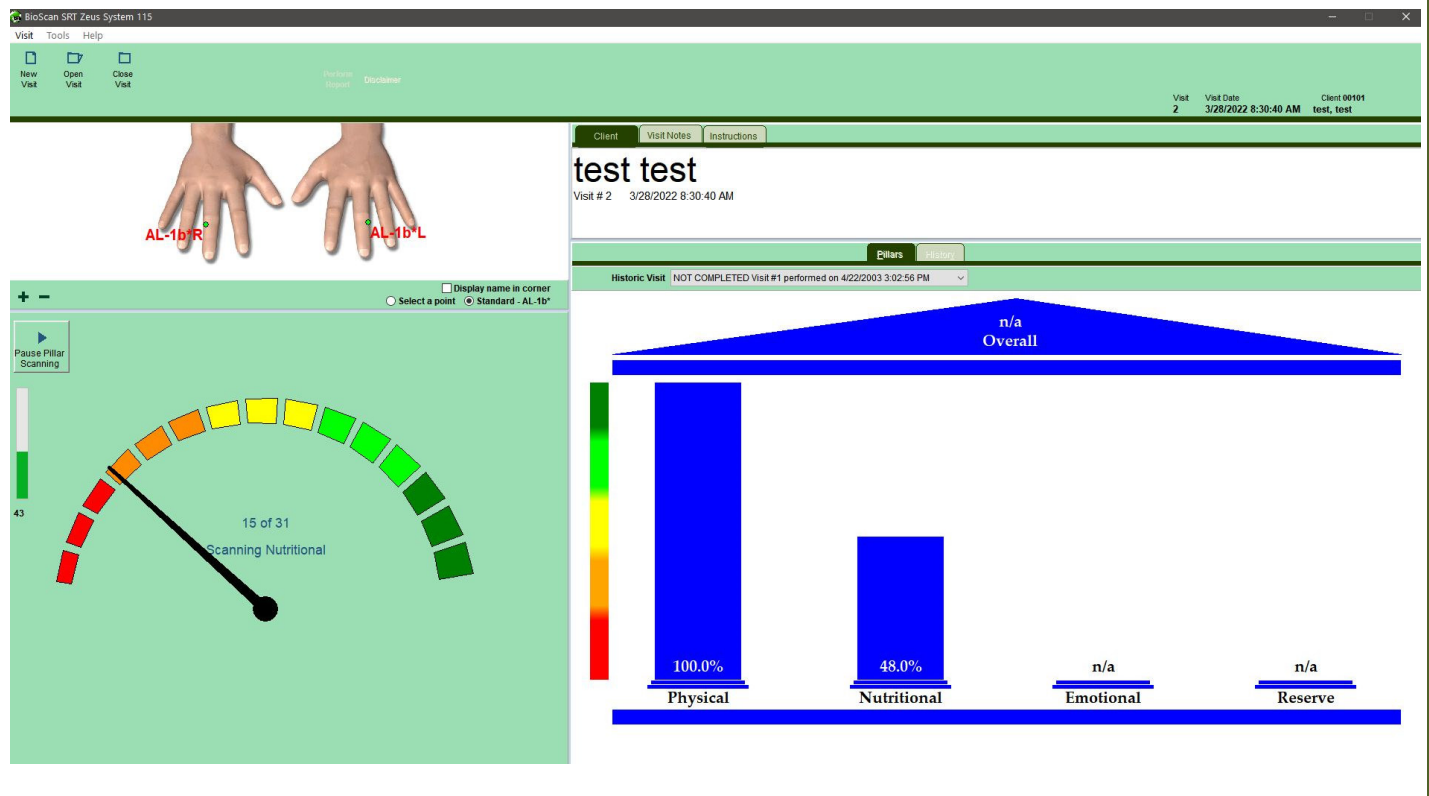 BioScan SRT Zeus System 115
Visit Tools Help
New Visit
Open Visit
Close Visit
Perform Report
Disclaimer
Visit Visit Date Client 00101
2 3/28/2022 8:30:40 AM test, test
AL-1b*R
AL-1b*L
Display name in corner
Select a point Standard - AL-1b*
Pause Pillar
Scanning
43
15 of 31
Scanning Nutritional
Client Visit Notes Instructions
test test
Visit # 2 3/28/2022 8:30:40 AM
Pillars History
Historic Visit NOT COMPLETED Visit #1 performed on 4/22/2003 3:02:56 PM
n/a
Overall
100.0% 48.0% n/a n/a
Physical Nutritional Emotional Reserve